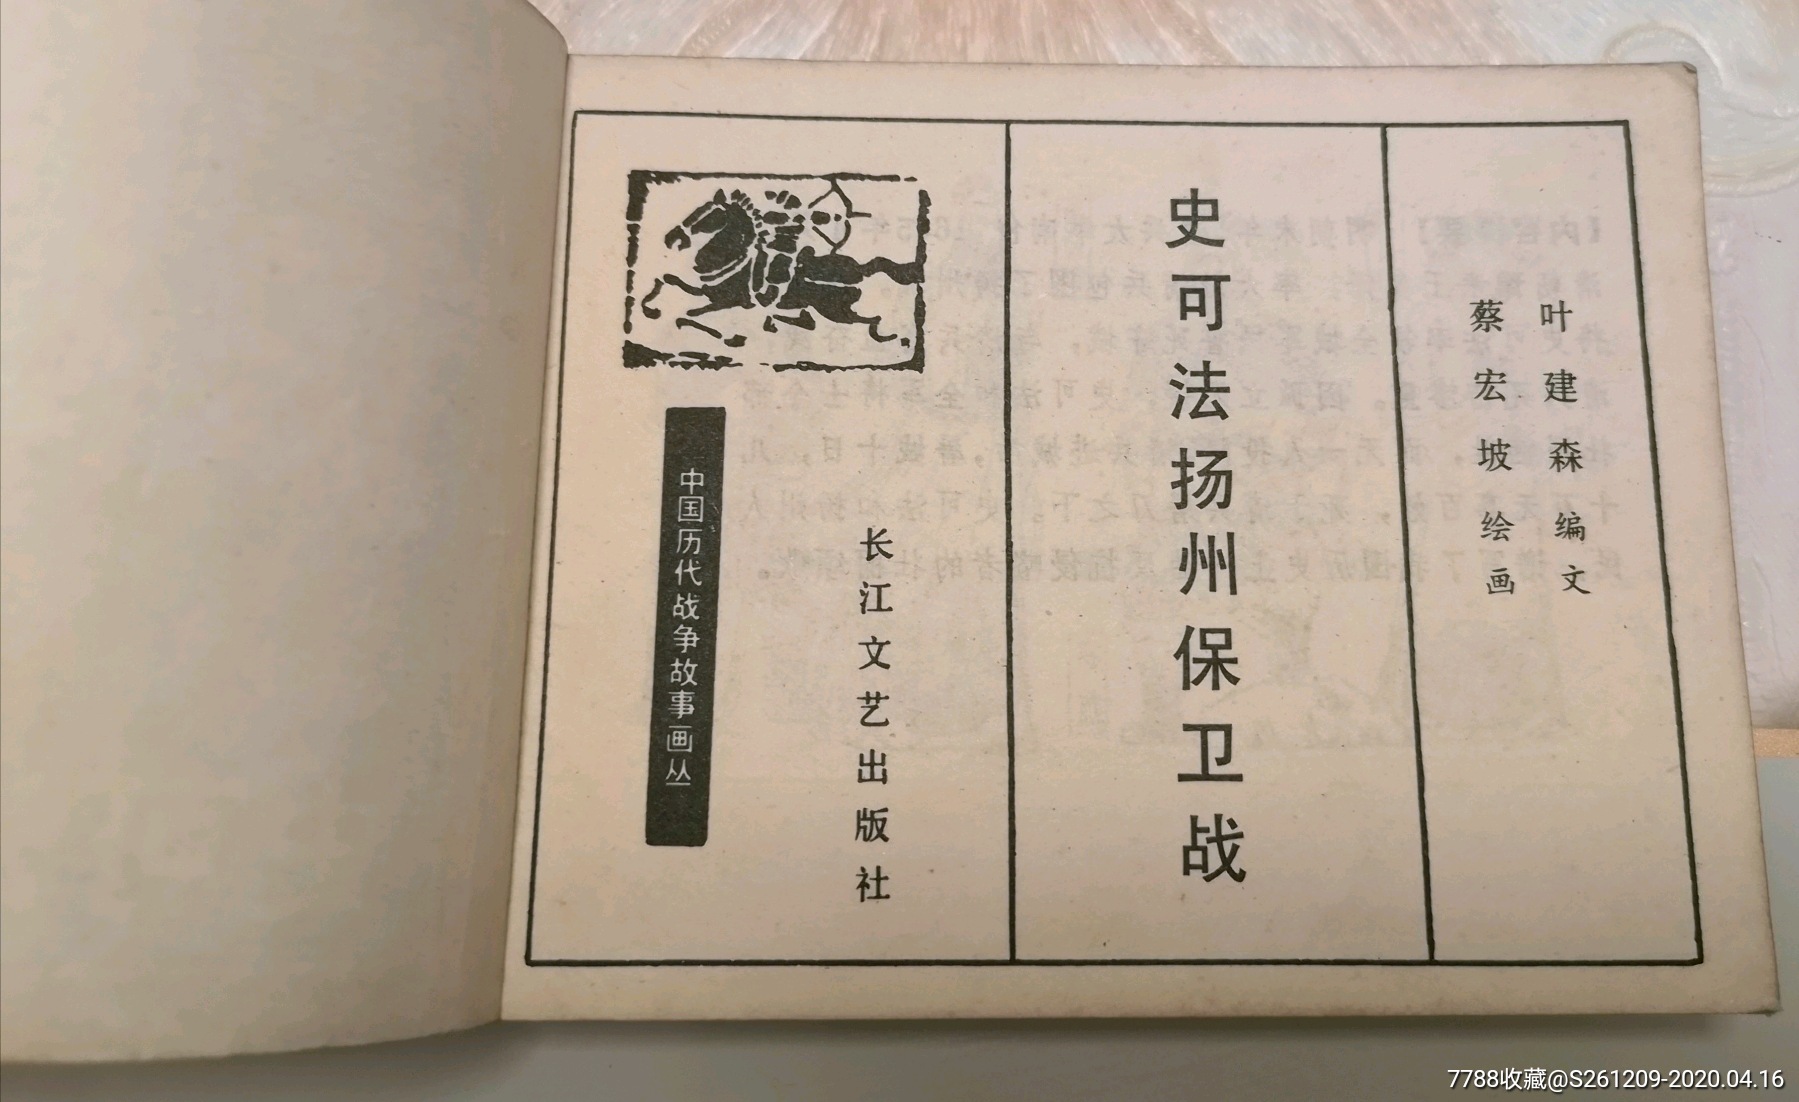 叶建森编文
蔡宏坡绘画
史可法扬州保卫战
长江文艺出版社
中国历代战争故事画丛
7788收藏@S261209-2020.04.16